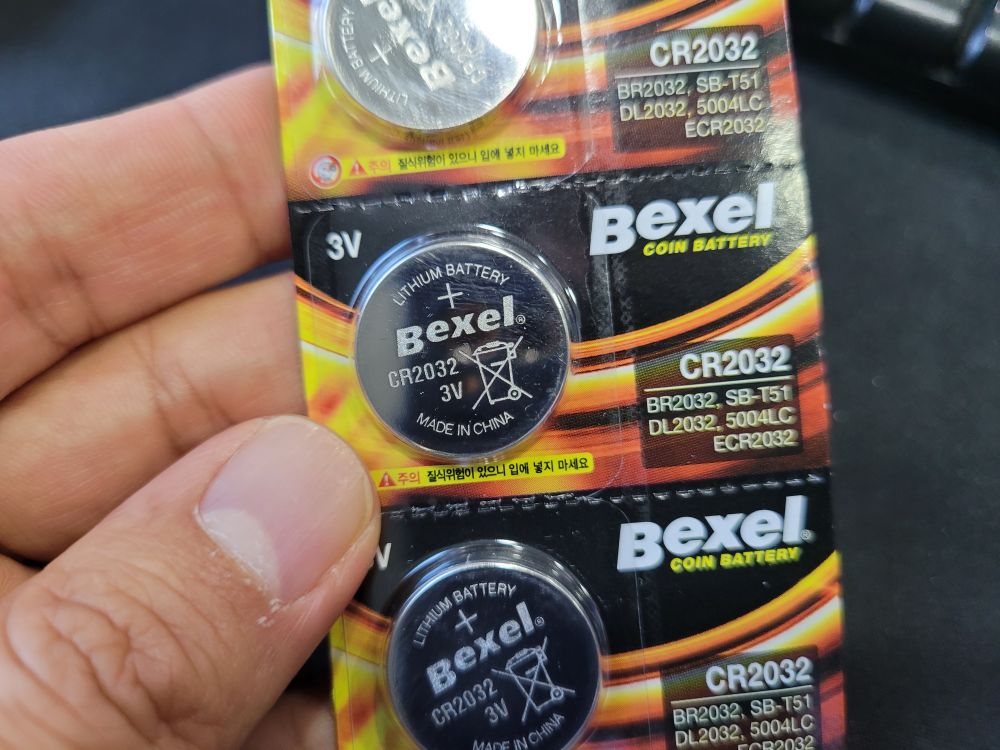 LITHIUM BATTERY
+
Bexel
CR2032
CR2032
BR2032, SB-T51
DL2032, 5004LC
ECR2032
주의 질식위험이 있으니 입에 넣지 마세요
3V
Bexel
COIN BATTERY
LITHIUM BATTERY
+
Bexel®
CR2032
3V
MADE IN CHINA
CR2032
BR2032, SB-T51
DL2032, 5004LC
ECR2032
주의 질식위험이 있으니 입에 넣지 마세요
V
Bexel®
COIN BATTERY
LITHIUM BATTERY
+
Bexel®
CR2032
3V
MADE IN CHINA
CR2032
BR2032, SB-T51
DL2032, 5004LC
ECR2032